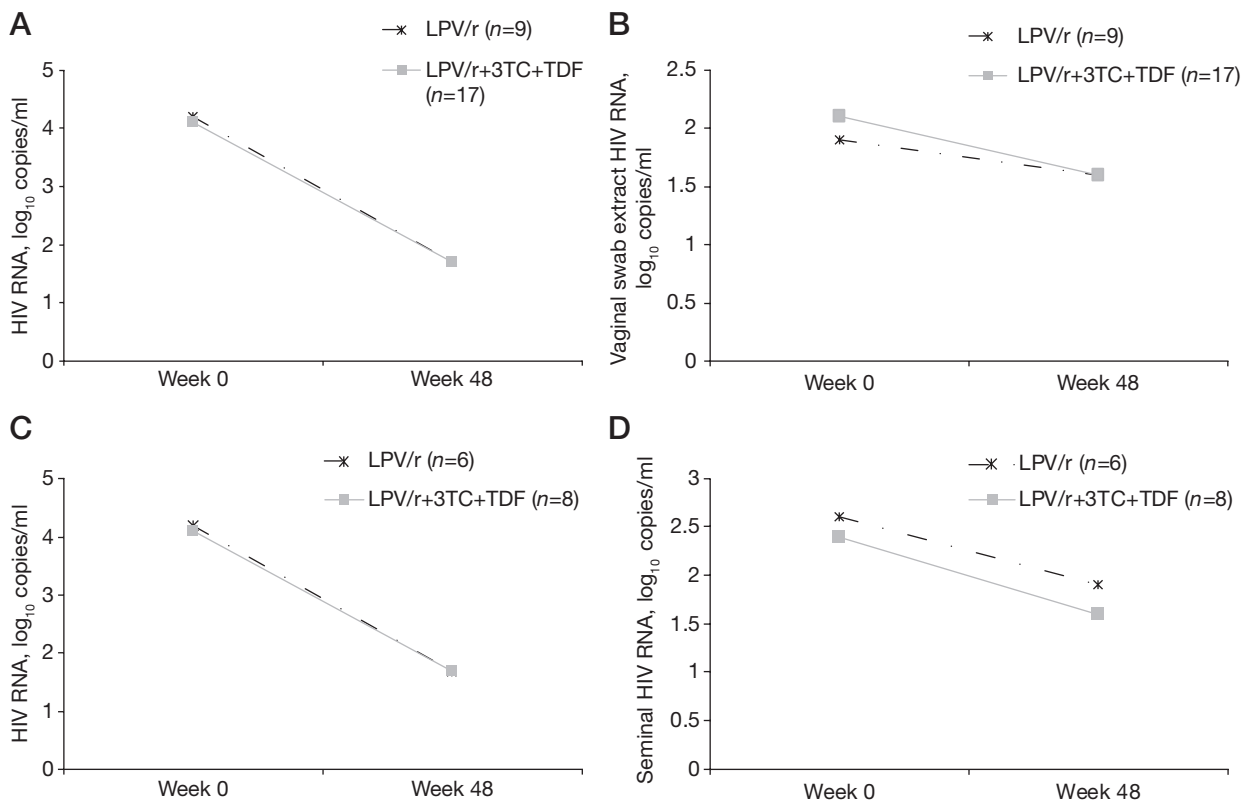 A
LPV/r (n=9)
LPV/r+3TC+TDF
(n=17)
HIV RNA, log10 copies/ml
5
4
3
2
1
0
Week 0
Week 48
B
LPV/r (n=9)
LPV/r+3TC+TDF (n=17)
Vaginal swab extract HIV RNA,
log10 copies/ml
2.5
2
1.5
1
0.5
0
Week 0
Week 48
C
LPV/r (n=6)
LPV/r+3TC+TDF (n=8)
HIV RNA, log10 copies/ml
5
4
3
2
1
0
Week 0
Week 48
D
LPV/r (n=6)
LPV/r+3TC+TDF (n=8)
Seminal HIV RNA, log10 copies/ml
3
2.5
2
1.5
1
0.5
0
Week 0
Week 48